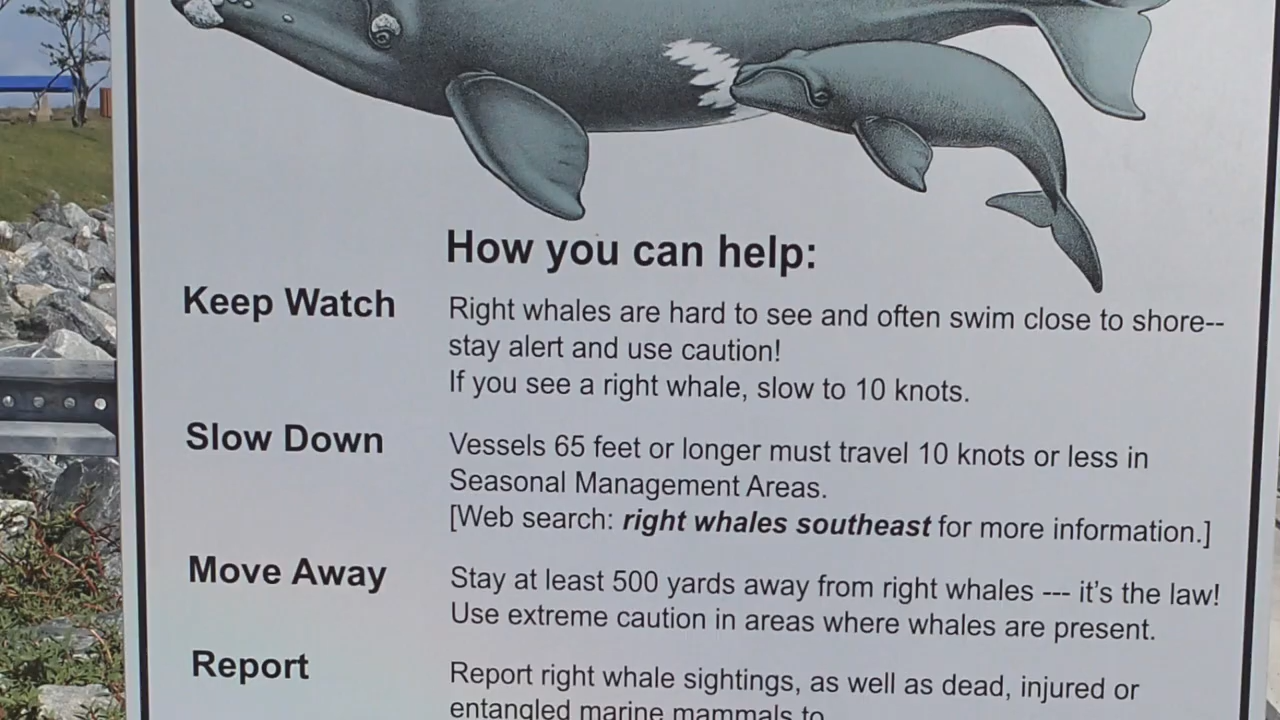 How you can help:
Keep Watch
Right whales are hard to see and often swim close to shore--
stay alert and use caution!
If you see a right whale, slow to 10 knots.
Slow Down
Vessels 65 feet or longer must travel 10 knots or less in
Seasonal Management Areas.
[Web search: right whales southeast for more information.]
Move Away
Stay at least 500 yards away from right whales --- it's the law!
Use extreme caution in areas where whales are present.
Report
Report right whale sightings, as well as dead, injured or
entangled marine mammals to